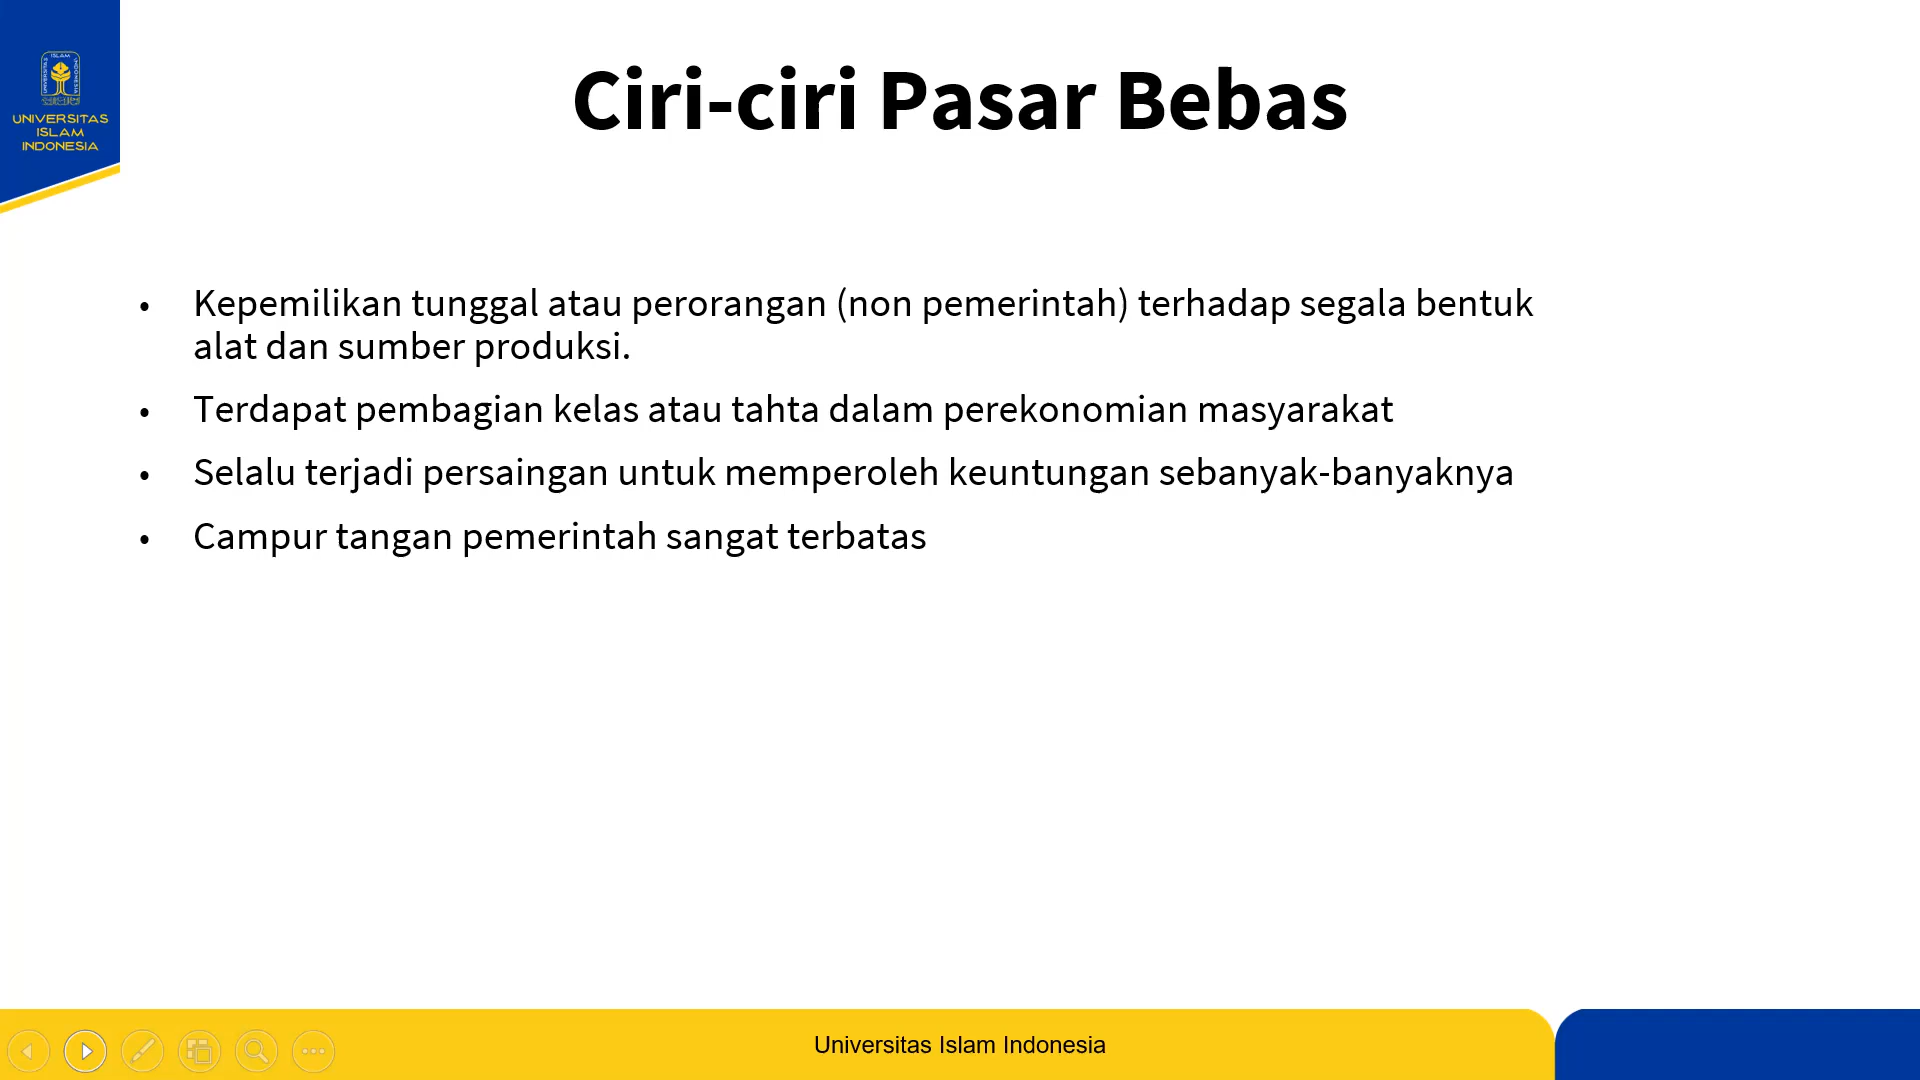 UNIVERSITAS
ISLAM
INDONESIA
Ciri-ciri Pasar Bebas
• Kepemilikan tunggal atau perorangan (non pemerintah) terhadap segala bentuk
alat dan sumber produksi.
• Terdapat pembagian kelas atau tahta dalam perekonomian masyarakat
• Selalu terjadi persaingan untuk memperoleh keuntungan sebanyak-banyaknya
• Campur tangan pemerintah sangat terbatas
Universitas Islam Indonesia